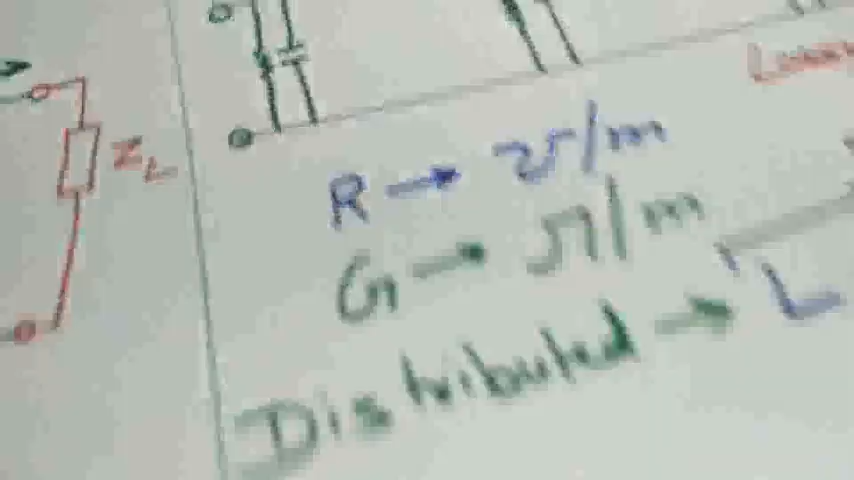 Z_L
R → ℧/m
G → Ω/m
Distributed → L